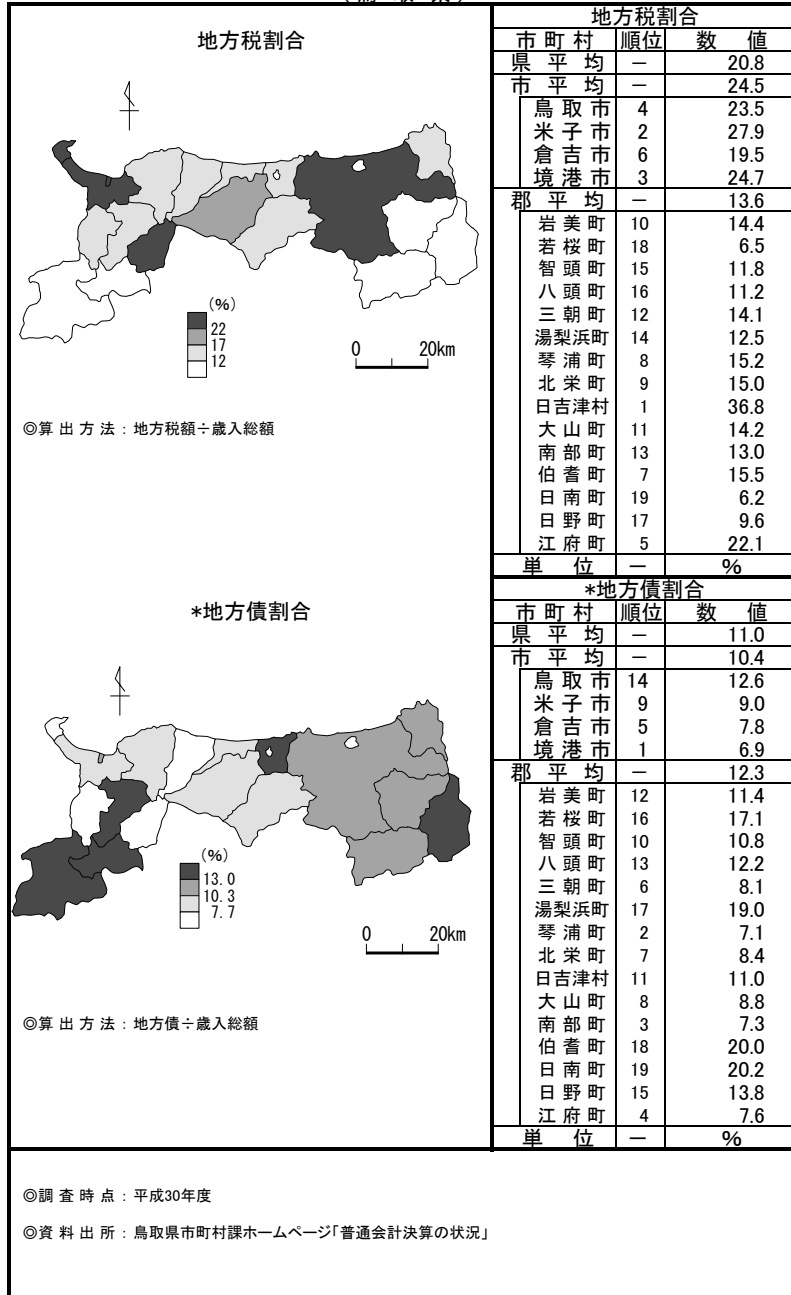 （鳥 取 県）
地方税割合
(%)
22
17
12
0 20km
◎算出方法：地方税額÷歳入総額
地方税割合
市町村 順位 数値
県平均 － 20.8
市平均 － 24.5
鳥取市 4 23.5
米子市 2 27.9
倉吉市 6 19.5
境港市 3 24.7
郡平均 － 13.6
岩美町 10 14.4
若桜町 18 6.5
智頭町 15 11.8
八頭町 16 11.2
三朝町 12 14.1
湯梨浜町 14 12.5
琴浦町 8 15.2
北栄町 9 15.0
日吉津村 1 36.8
大山町 11 14.2
南部町 13 13.0
伯耆町 7 15.5
日南町 19 6.2
日野町 17 9.6
江府町 5 22.1
単位 － %
*地方債割合
(%)
13.0
10.3
7.7
0 20km
◎算出方法：地方債÷歳入総額
*地方債割合
市町村 順位 数値
県平均 － 11.0
市平均 － 10.4
鳥取市 14 12.6
米子市 9 9.0
倉吉市 5 7.8
境港市 1 6.9
郡平均 － 12.3
岩美町 12 11.4
若桜町 16 17.1
智頭町 10 10.8
八頭町 13 12.2
三朝町 6 8.1
湯梨浜町 17 19.0
琴浦町 2 7.1
北栄町 7 8.4
日吉津村 11 11.0
大山町 8 8.8
南部町 3 7.3
伯耆町 18 20.0
日南町 19 20.2
日野町 15 13.8
江府町 4 7.6
単位 － %
◎調査時点：平成30年度
◎資料出所：鳥取県市町村課ホームページ「普通会計決算の状況」